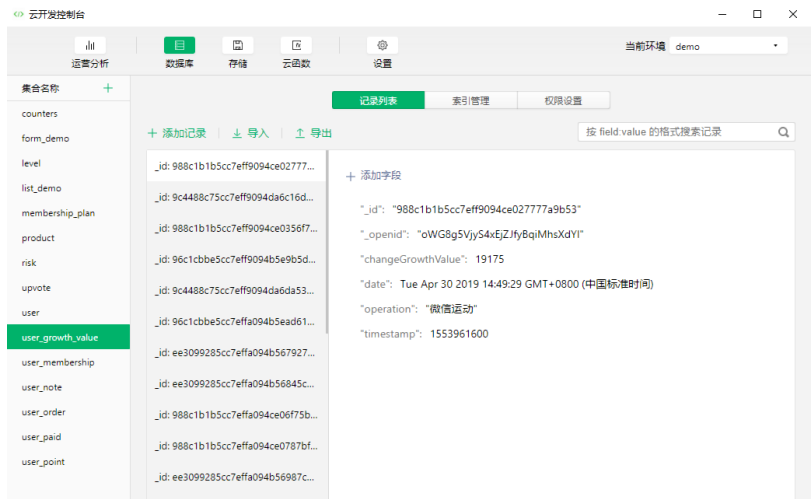 云开发控制台
运营分析 数据库 存储 云函数 设置 当前环境 demo
集合名称 +
counters
form_demo
level
list_demo
membership_plan
product
risk
upvote
user
user_growth_value
user_membership
user_note
user_order
user_paid
user_point
记录列表 索引管理 权限设置
+ 添加记录 导入 导出 按 field:value 的格式搜索记录
_id: 988c1b1b5cc7eff9094ce02777...
_id: 9c4488c75cc7eff9094da6c16d...
_id: 988c1b1b5cc7eff9094ce0356f7...
_id: 96c1cbbe5cc7eff9094b5e9b5d...
_id: 9c4488c75cc7eff9094da6da53...
_id: 96c1cbbe5cc7effa094b5ead61...
_id: ee3099285cc7effa094b567927...
_id: ee3099285cc7effa094b56845c...
_id: 988c1b1b5cc7effa094ce06f75b...
_id: 988c1b1b5cc7effa094ce0787bf...
_id: ee3099285cc7effa094b56987c...
+ 添加字段
"_id": "988c1b1b5cc7eff9094ce027777a9b53"
"_openid": "oWG8g5VjyS4xEjZJfyBqiMhsXdYI"
"changeGrowthValue": 19175
"date": Tue Apr 30 2019 14:49:29 GMT+0800 (中国标准时间)
"operation": "微信运动"
"timestamp": 1553961600